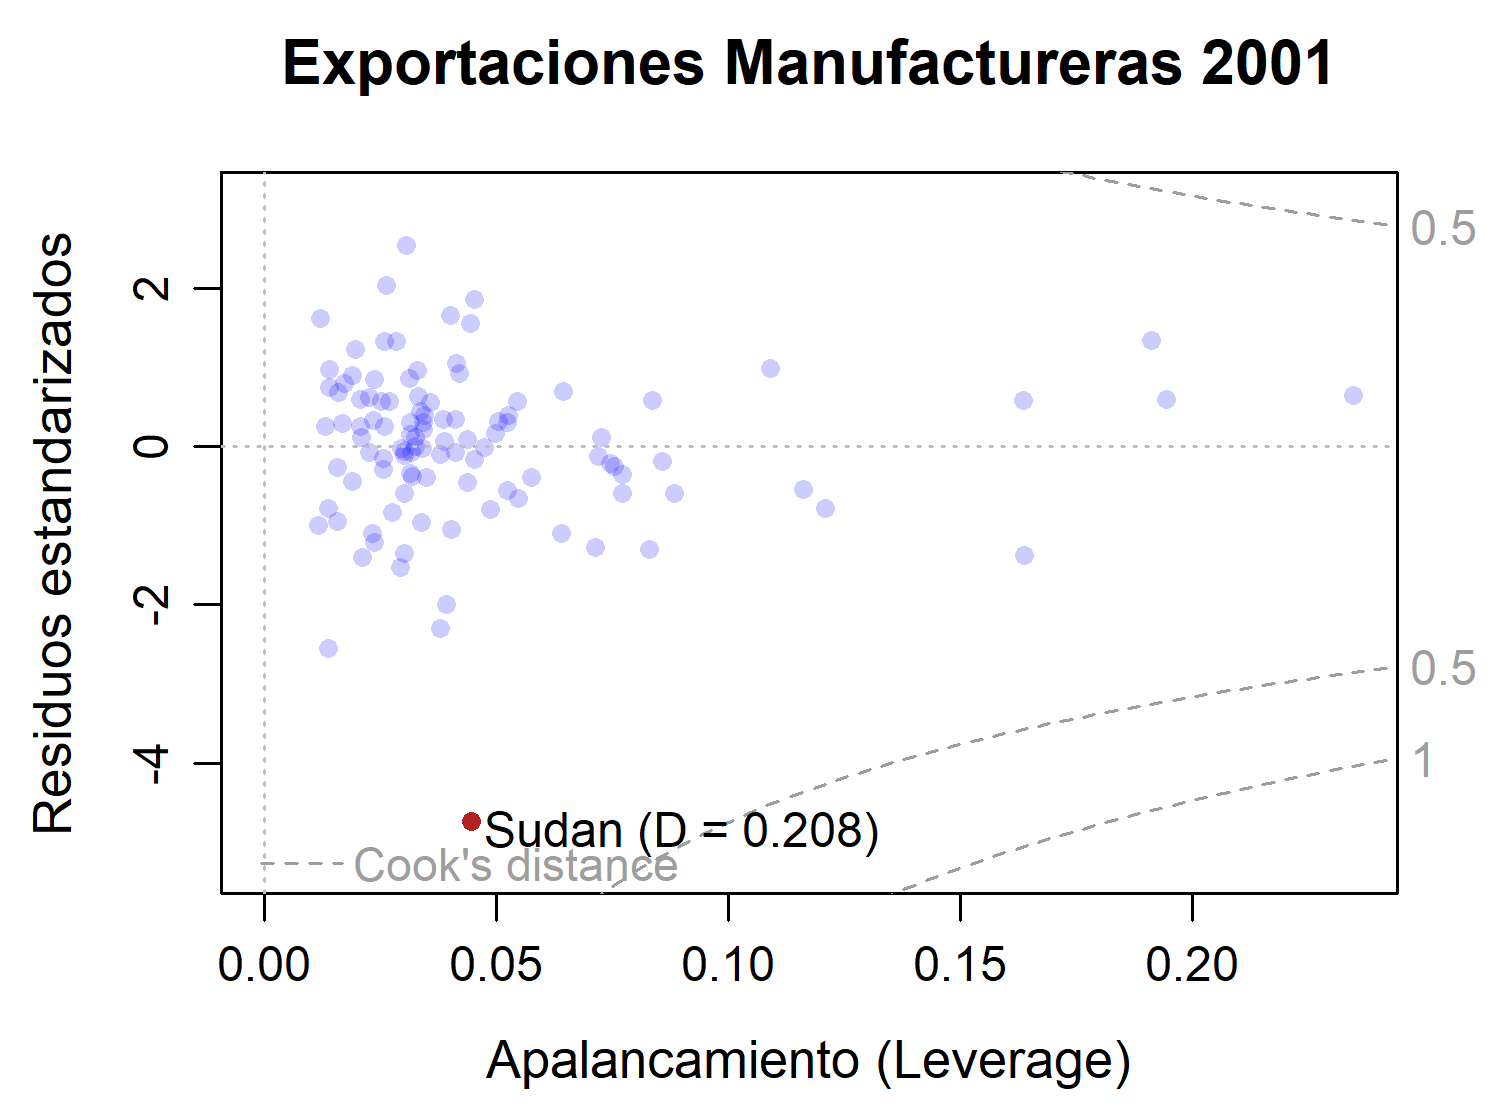 Exportaciones Manufactureras 2001
Residuos estandarizados
2
0
-2
-4
0.5
0.5
1
Sudan (D = 0.208)
Cook's distance
0.00 0.05 0.10 0.15 0.20
Apalancamiento (Leverage)